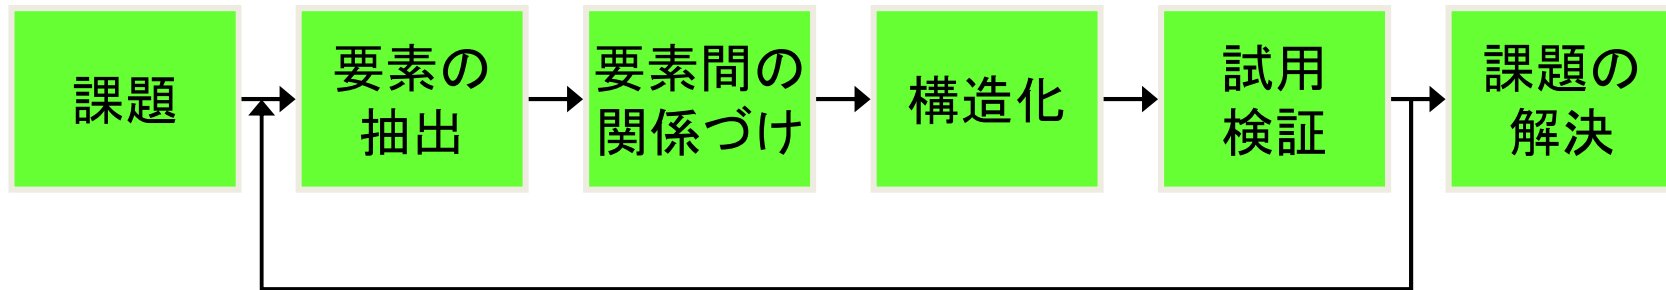 課題
要素の
抽出
要素間の
関係づけ
構造化
試用
検証
課題の
解決